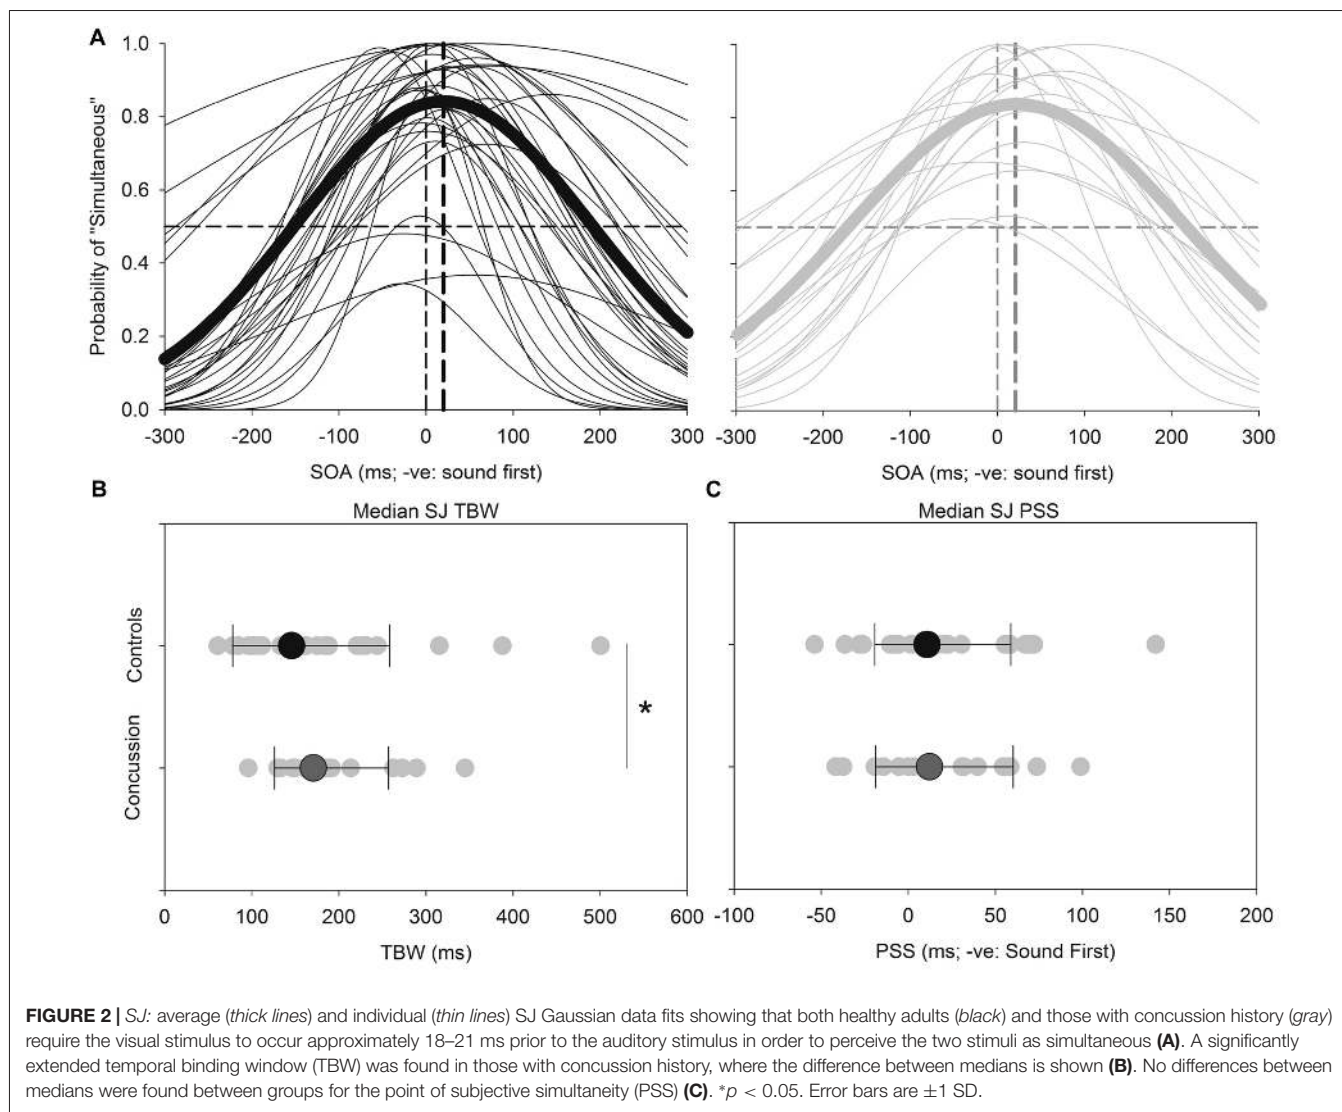 A
1.0
0.8
0.6
0.4
0.2
0.0
Probability of "Simultaneous"
-300 -200 -100 0 100 200 300
SOA (ms; -ve: sound first)
-300 -200 -100 0 100 200 300
SOA (ms; -ve: sound first)
B
Median SJ TBW
Controls
Concussion
*
0 100 200 300 400 500 600
TBW (ms)
C
Median SJ PSS
-100 -50 0 50 100 150 200
PSS (ms; -ve: Sound First)
FIGURE 2 | SJ: average (thick lines) and individual (thin lines) SJ Gaussian data fits showing that both healthy adults (black) and those with concussion history (gray)
require the visual stimulus to occur approximately 18–21 ms prior to the auditory stimulus in order to perceive the two stimuli as simultaneous (A). A significantly
extended temporal binding window (TBW) was found in those with concussion history, where the difference between medians is shown (B). No differences between
medians were found between groups for the point of subjective simultaneity (PSS) (C). *p < 0.05. Error bars are ±1 SD.